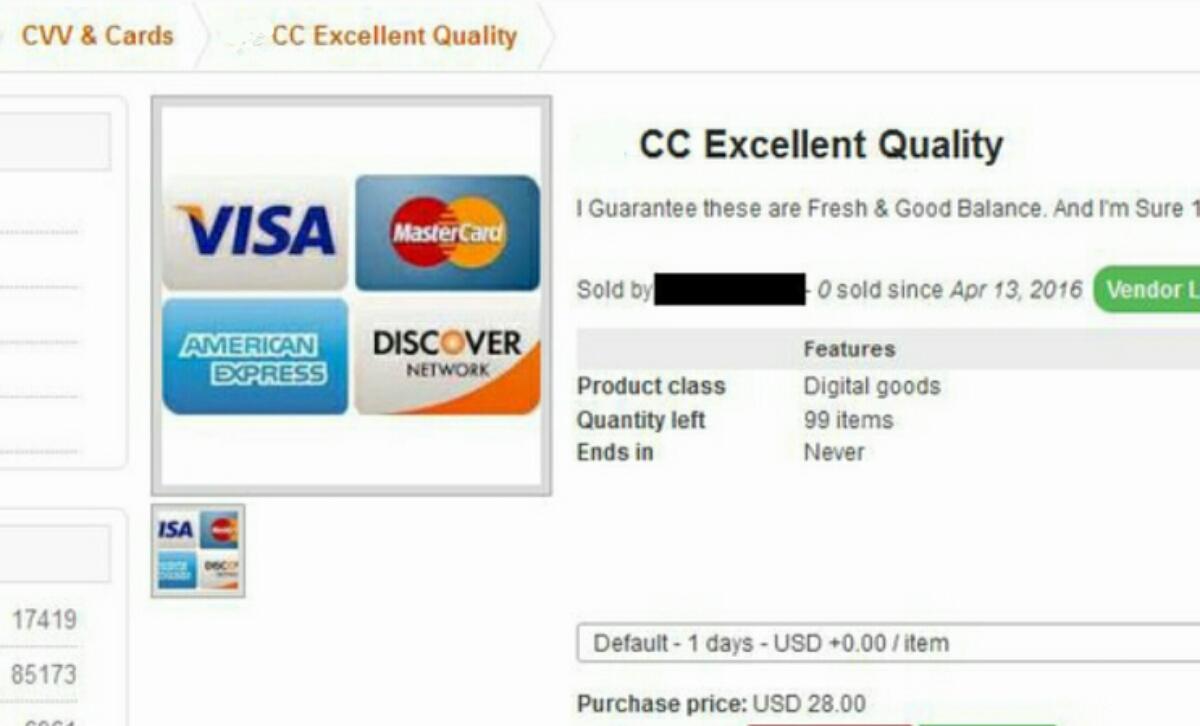 CVV & Cards
CC Excellent Quality
VISA
MasterCard
AMERICAN
EXPRESS
DISCOVER
NETWORK
CC Excellent Quality
I Guarantee these are Fresh & Good Balance. And I'm Sure 1
Sold by - 0 sold since Apr 13, 2016
Vendor L
Features
Product class Digital goods
Quantity left 99 items
Ends in Never
ISA
17419
85173
Default - 1 days - USD +0.00 / item
Purchase price: USD 28.00